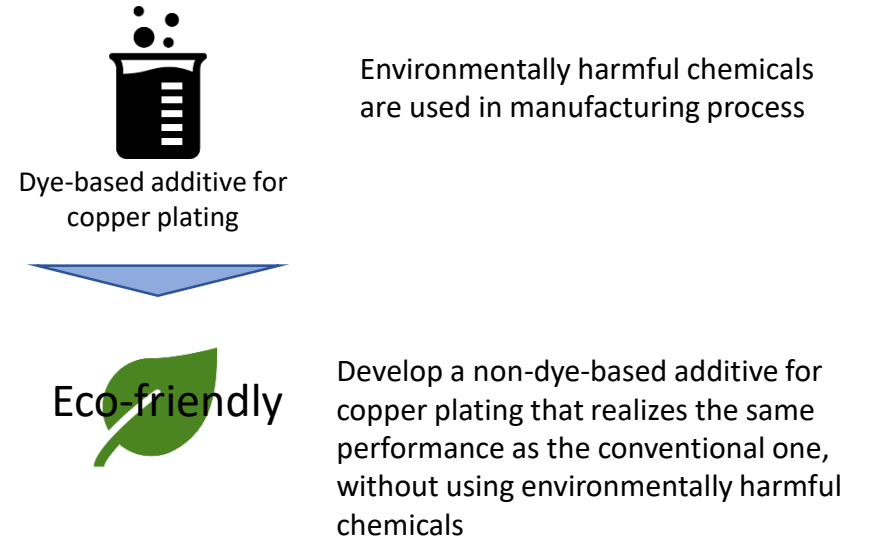 Environmentally harmful chemicals
are used in manufacturing process
Dye-based additive for
copper plating
Eco-friendly
Develop a non-dye-based additive for
copper plating that realizes the same
performance as the conventional one,
without using environmentally harmful
chemicals